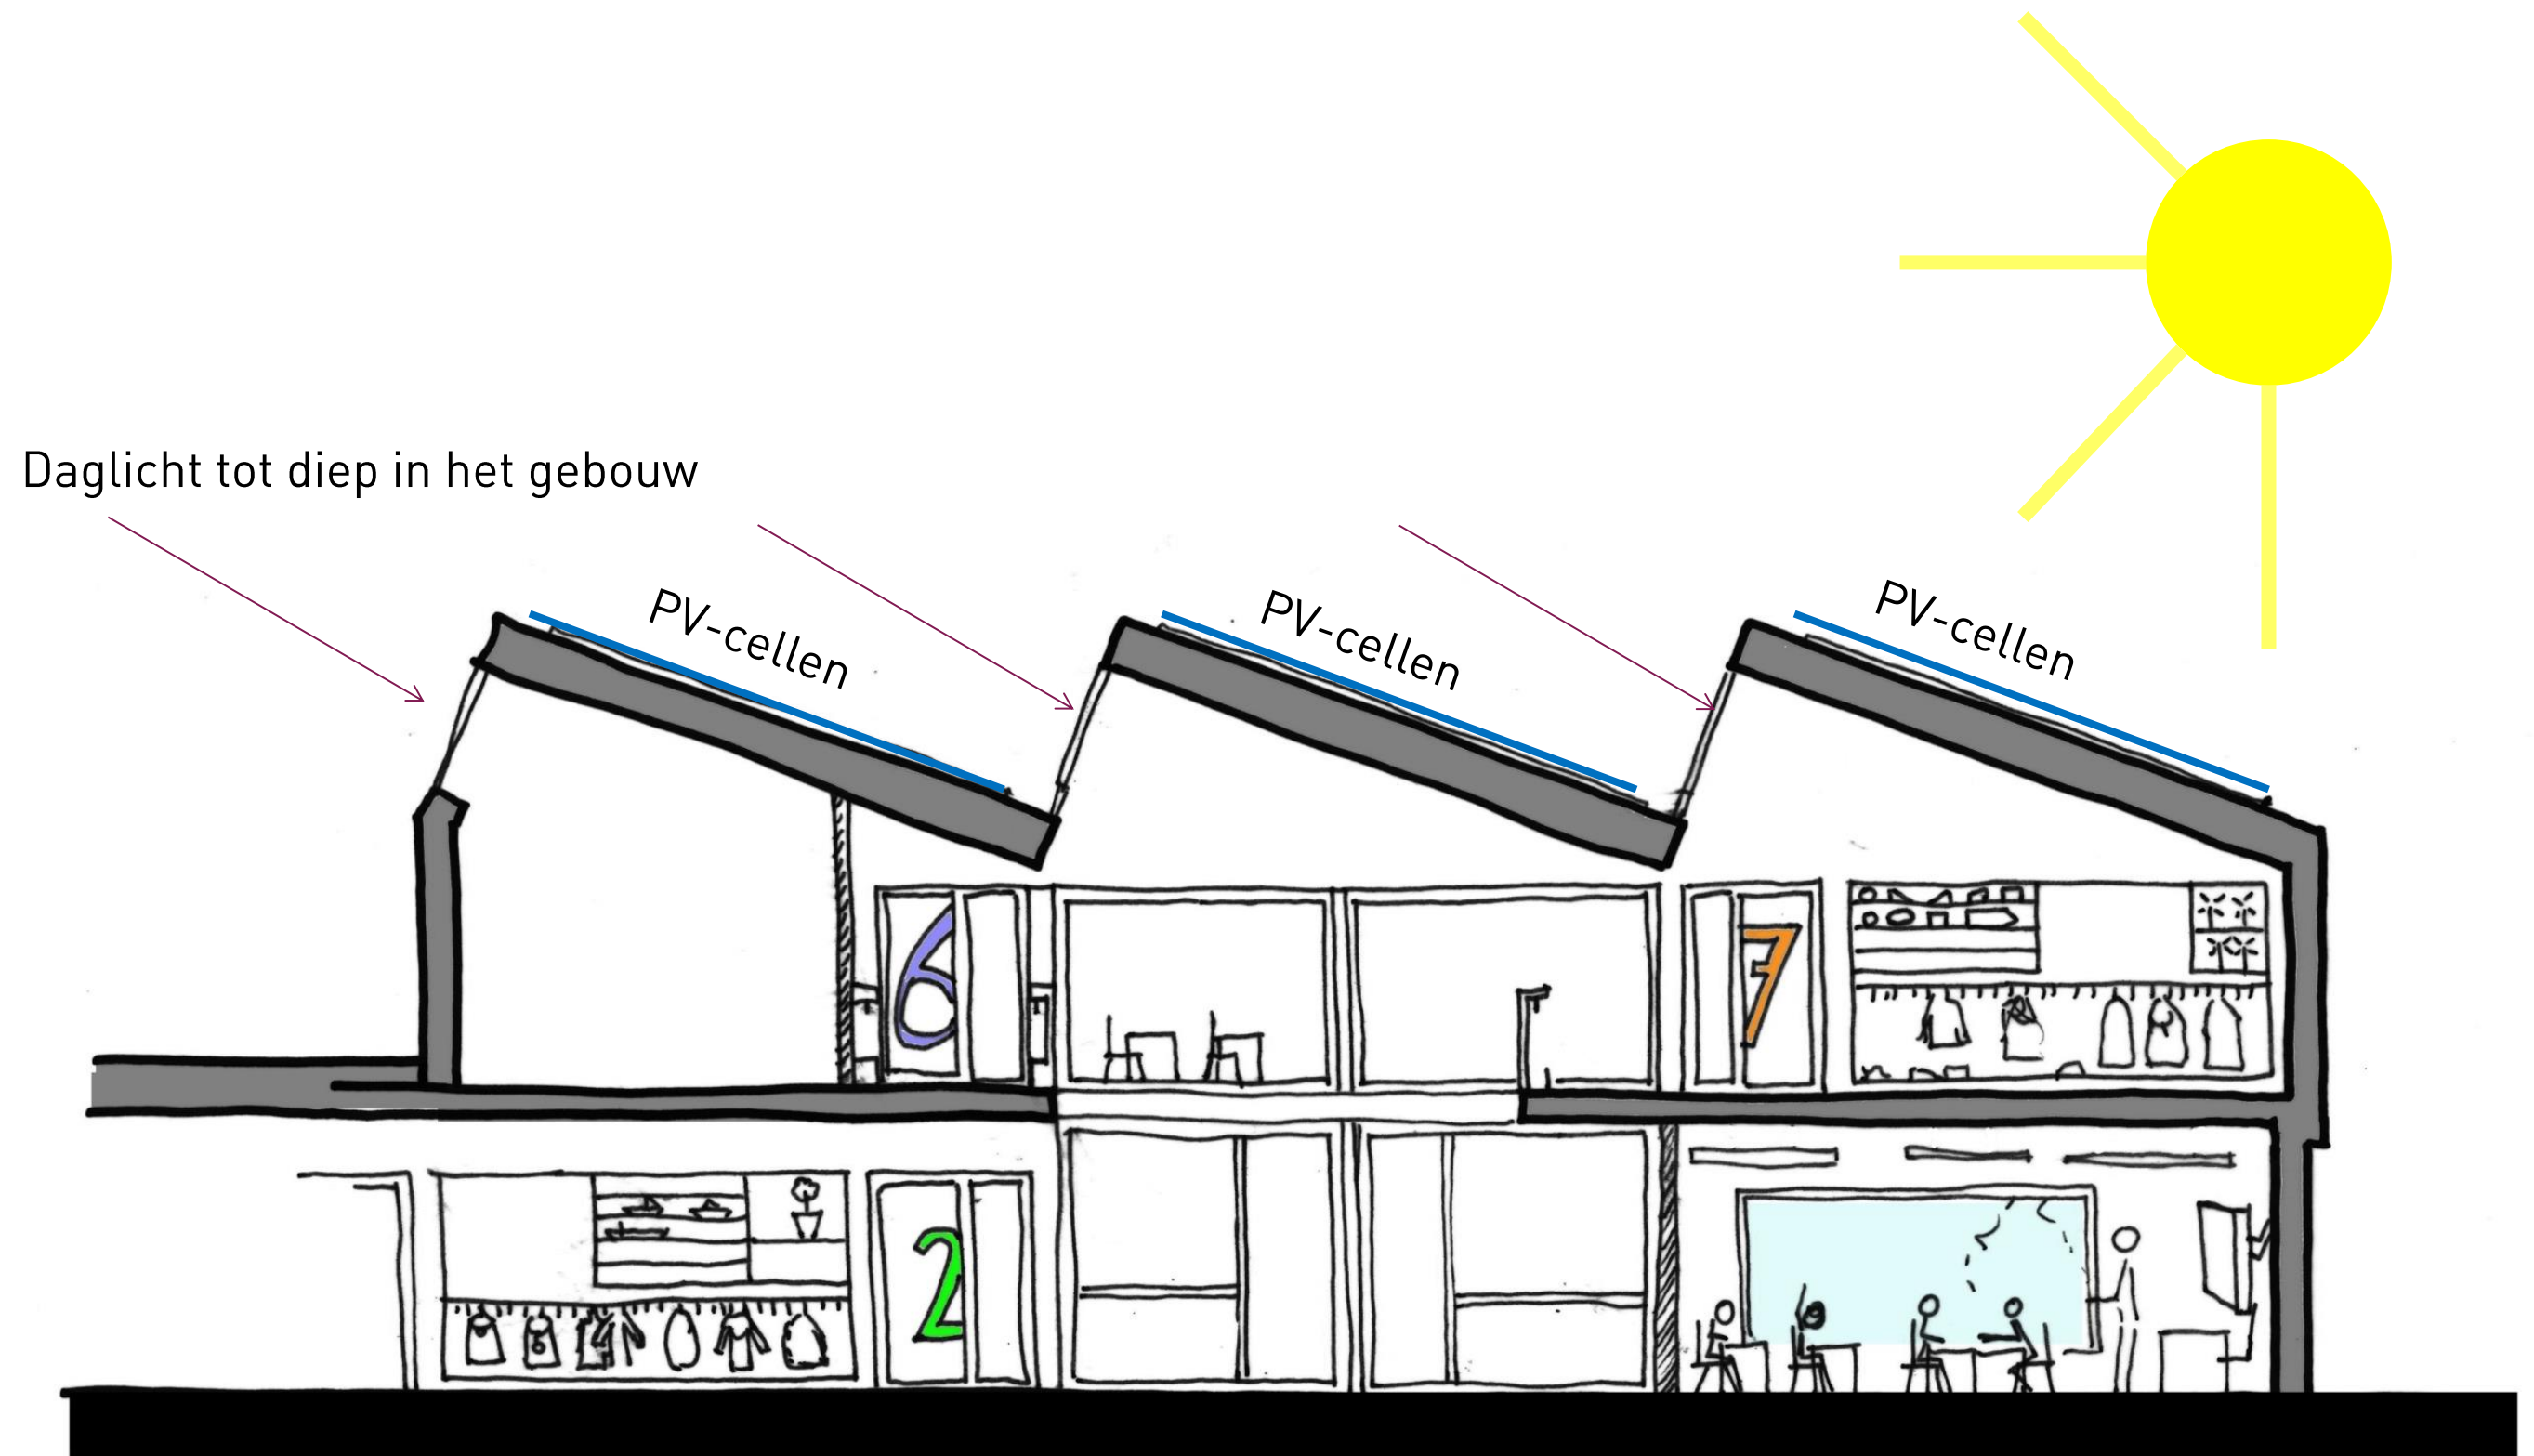 Daglicht tot diep in het gebouw
PV-cellen
PV-cellen
PV-cellen
6
7
2